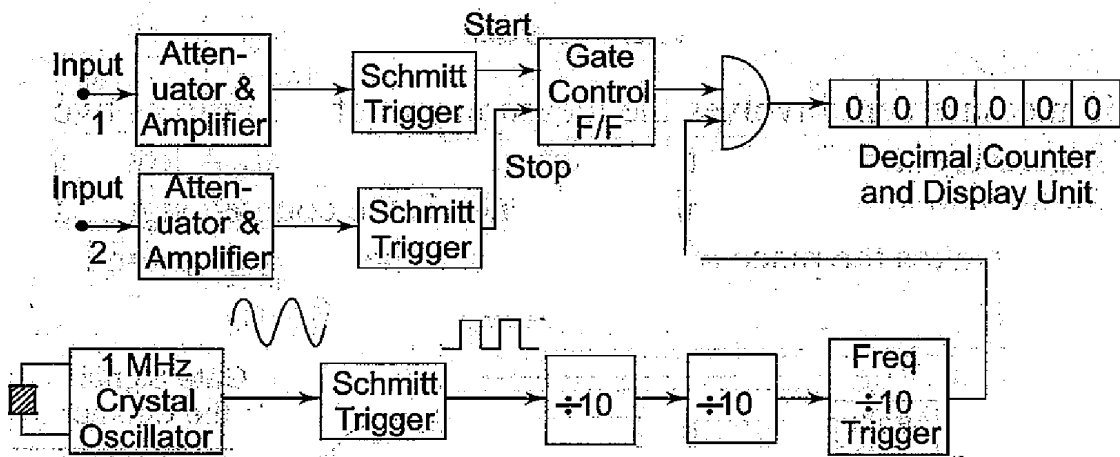 Input
1
Atten-
uator &
Amplifier
Schmitt
Trigger
Start
Gate
Control
F/F
0 0 0 0 0 0
Decimal Counter
and Display Unit
Input
2
Atten-
uator &
Amplifier
Schmitt
Trigger
Stop
1 MHz
Crystal
Oscillator
Schmitt
Trigger
÷10
÷10
Freq
÷10
Trigger